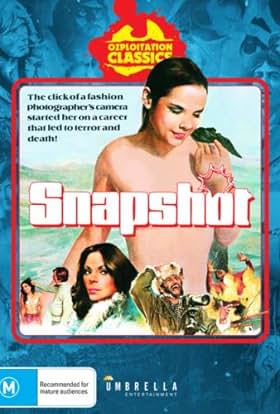 OZPLOITATION
CLASSICS
The click of a fashion
photographer's camera
started her on a career
that led to terror and
death!
Snapshot
M
Recommended for
mature audiences.
UMBRELLA
ENTERTAINMENT